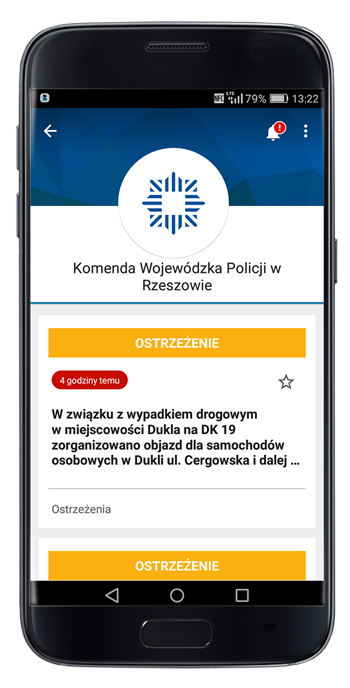 LTE 79% 13:22
Komenda Wojewódzka Policji w
Rzeszowie
OSTRZEŻENIE
4 godziny temu
W związku z wypadkiem drogowym
w miejscowości Dukla na DK 19
zorganizowano objazd dla samochodów
osobowych w Dukli ul. Cergowska i dalej ...
Ostrzeżenia
OSTRZEŻENIE